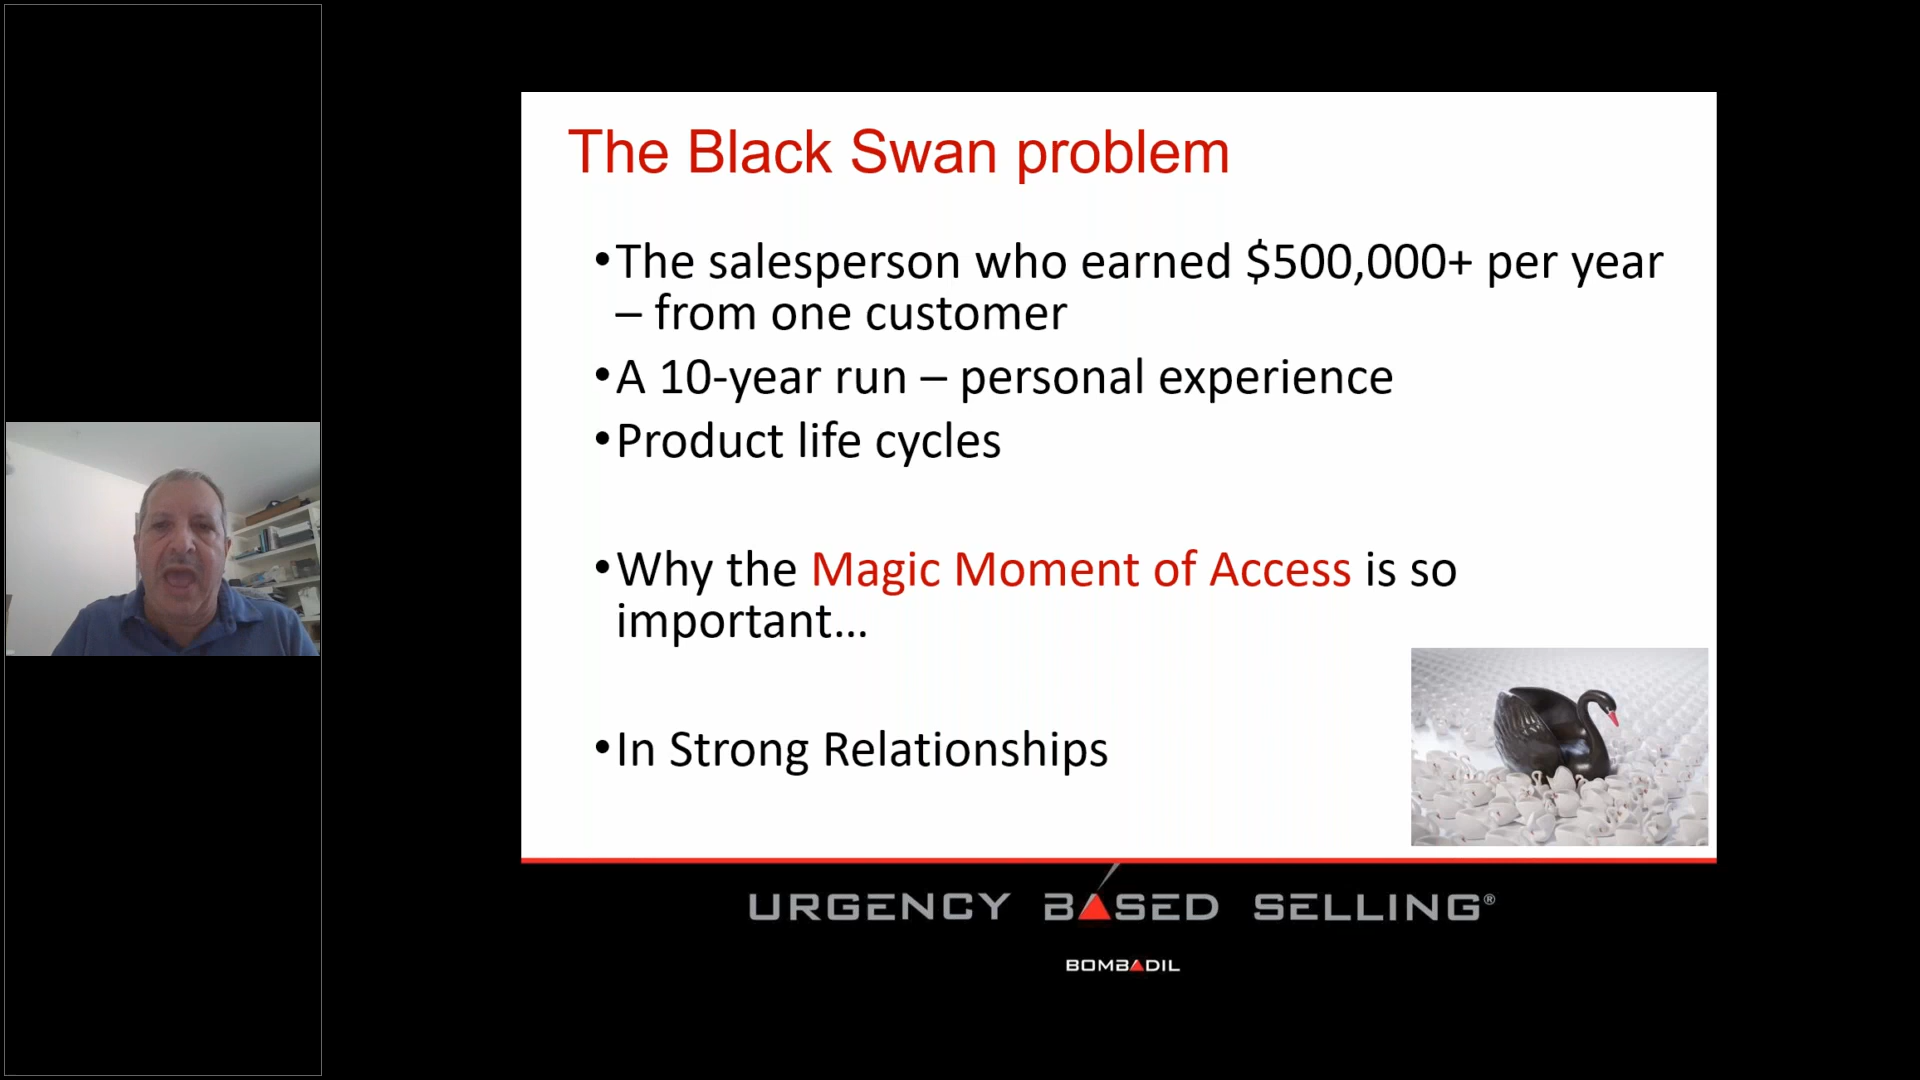 The Black Swan problem
•The salesperson who earned $500,000+ per year
– from one customer
•A 10-year run – personal experience
•Product life cycles
•Why the Magic Moment of Access is so
important...
•In Strong Relationships
URGENCY BASED SELLING®
BOMBADIL